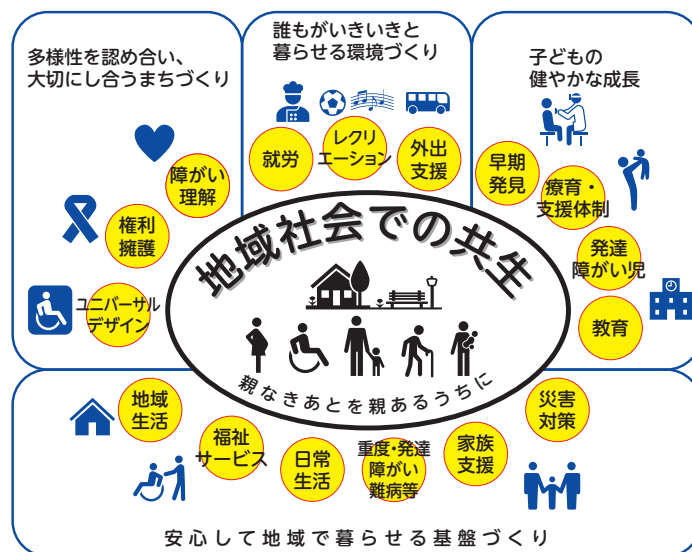 多様性を認め合い、
大切にし合うまちづくり
障がい
理解
権利
擁護
ユニバーサル
デザイン
誰もがいきいきと
暮らせる環境づくり
就労
レクリ
エーション
外出
支援
子どもの
健やかな成長
早期
発見
療育・
支援体制
発達
障がい児
教育
地域社会での共生
親なきあとを親あるうちに
地域
生活
福祉
サービス
日常
生活
重度・発達
障がい
難病等
家族
支援
災害
対策
安心して地域で暮らせる基盤づくり